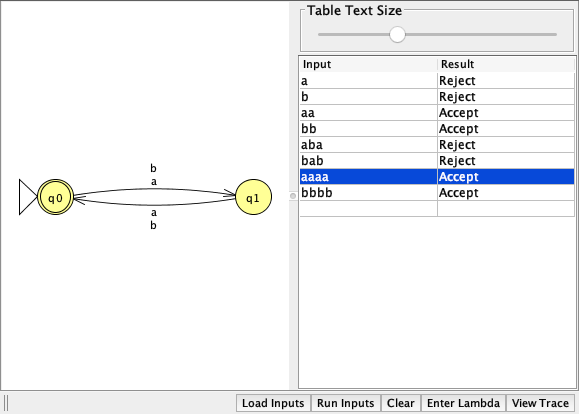 Table Text Size
Input Result
a Reject
b Reject
aa Accept
bb Accept
aba Reject
bab Reject
aaaa Accept
bbbb Accept
b
a
q0 q1
a
b
Load Inputs Run Inputs Clear Enter Lambda View Trace